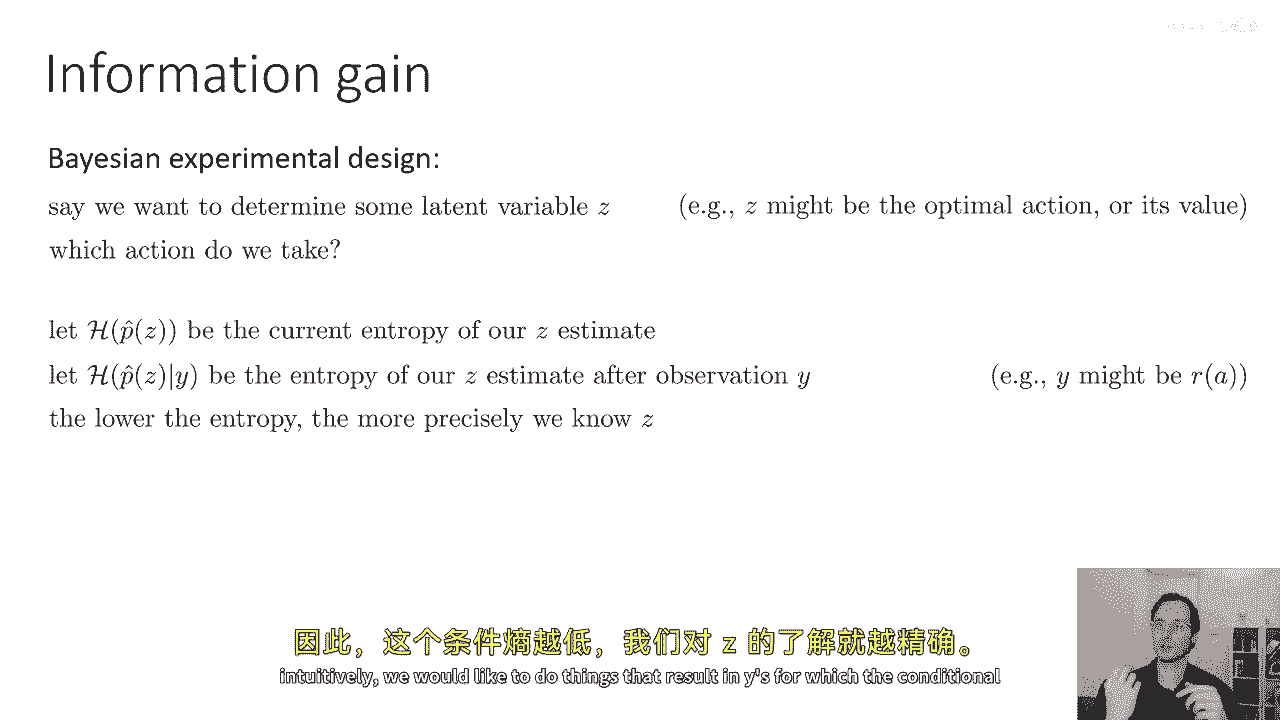 Information gain
Bayesian experimental design:
say we want to determine some latent variable z (e.g., z might be the optimal action, or its value)
which action do we take?
let ℋ(p̂(z)) be the current entropy of our z estimate
let ℋ(p̂(z)|y) be the entropy of our z estimate after observation y (e.g., y might be r(a))
the lower the entropy, the more precisely we know z
因此，这个条件熵越低，我们对 z 的了解就越精确。
intuitively, we would like to do things that result in y's for which the conditional